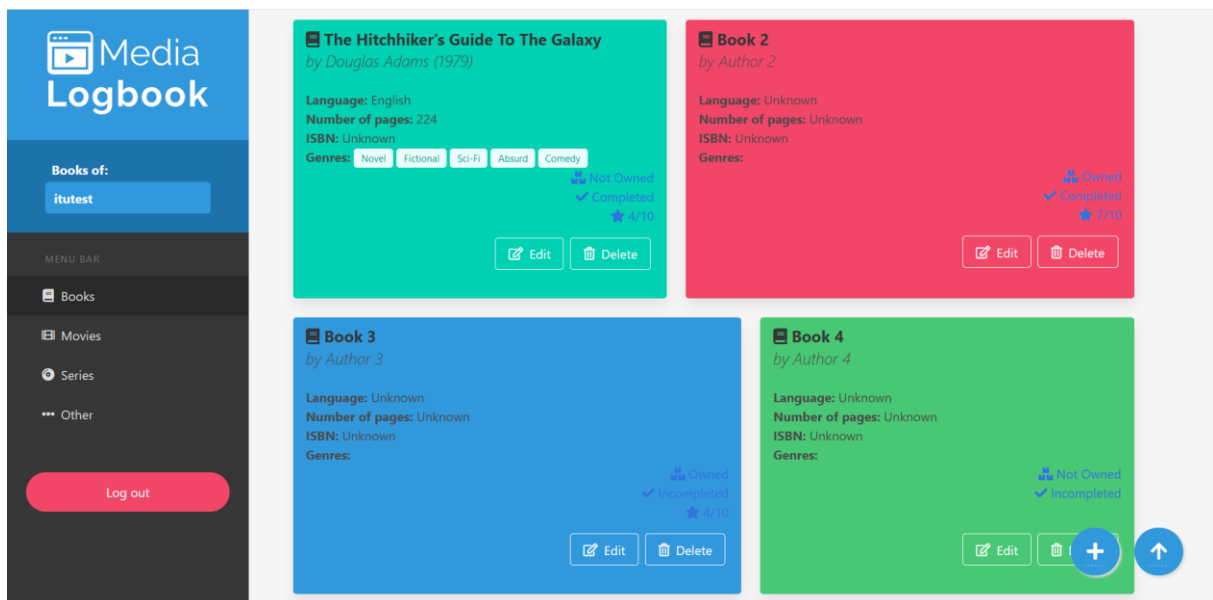 Media
Logbook
Books of:
itutest
MENU BAR
Books
Movies
Series
Other
Log out
The Hitchhiker's Guide To The Galaxy
by Douglas Adams (1979)
Language: English
Number of pages: 224
ISBN: Unknown
Genres: Novel Fictional Sci-Fi Absurd Comedy
Not Owned
Completed
4/10
Edit Delete
Book 2
by Author 2
Language: Unknown
Number of pages: Unknown
ISBN: Unknown
Genres:
Owned
Completed
7/10
Edit Delete
Book 3
by Author 3
Language: Unknown
Number of pages: Unknown
ISBN: Unknown
Genres:
Owned
Incompleted
4/10
Edit Delete
Book 4
by Author 4
Language: Unknown
Number of pages: Unknown
ISBN: Unknown
Genres:
Not Owned
Incompleted
Edit